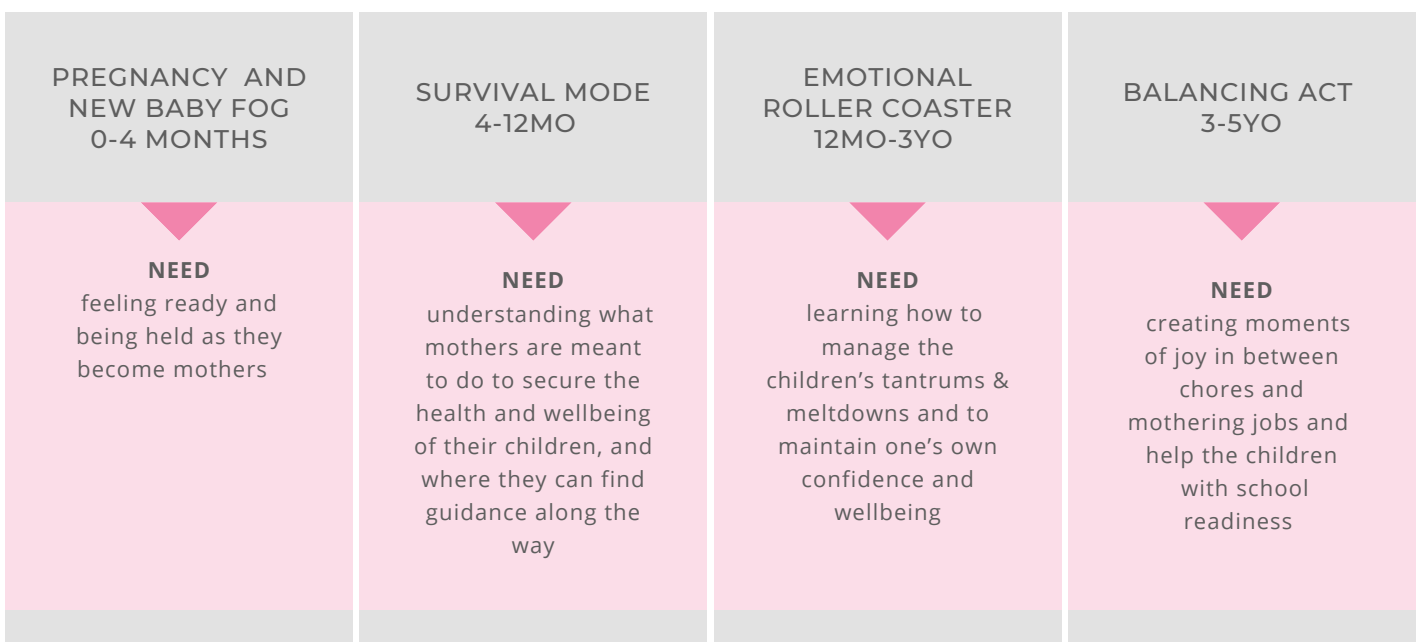 PREGNANCY AND
NEW BABY FOG
0-4 MONTHS
NEED
feeling ready and
being held as they
become mothers
SURVIVAL MODE
4-12MO
NEED
understanding what
mothers are meant
to do to secure the
health and wellbeing
of their children, and
where they can find
guidance along the
way
EMOTIONAL
ROLLER COASTER
12MO-3YO
NEED
learning how to
manage the
children’s tantrums &
meltdowns and to
maintain one’s own
confidence and
wellbeing
BALANCING ACT
3-5YO
NEED
creating moments
of joy in between
chores and
mothering jobs and
help the children
with school
readiness